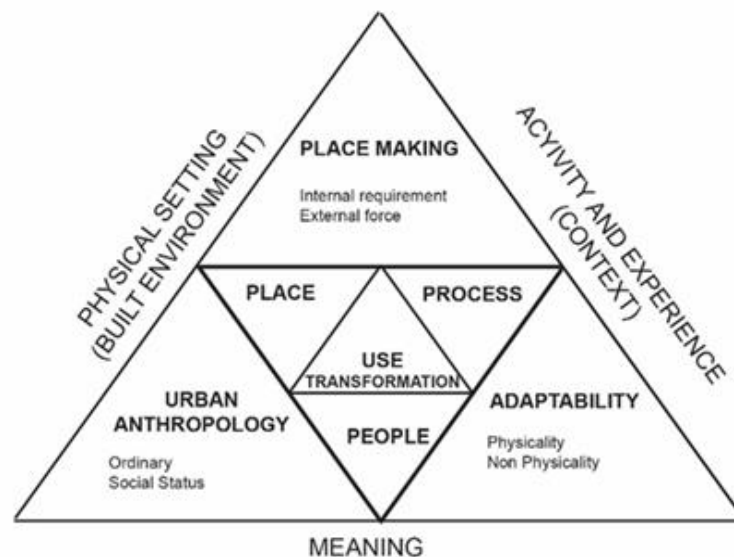 PHYSICAL SETTING
(BUILT ENVIRONMENT)
ACYIVITY AND EXPERIENCE
(CONTEXT)
PLACE MAKING
Internal requirement
External force
PLACE
PROCESS
USE
TRANSFORMATION
URBAN
ANTHROPOLOGY
Ordinary
Social Status
PEOPLE
ADAPTABILITY
Physicality
Non Physicality
MEANING